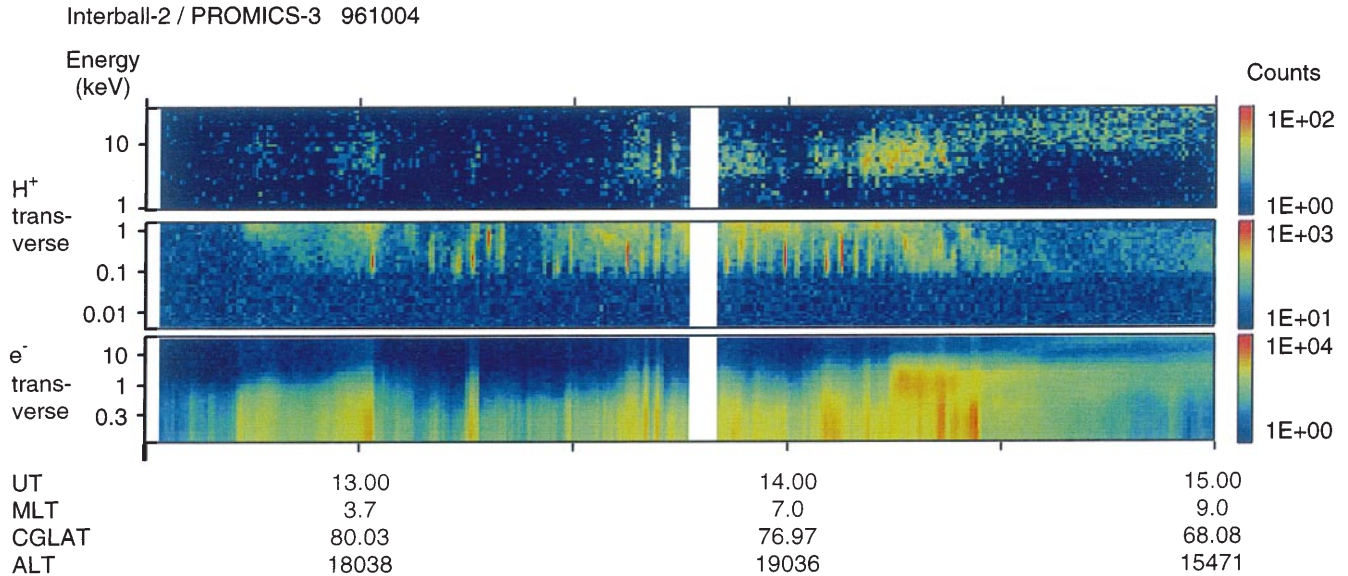 Interball-2 / PROMICS-3 961004
Energy
(keV)
Counts
10
1
H+
trans-
verse
1E+02
1E+00
1
0.1
0.01
1E+03
1E+01
e-
trans-
verse
10
1
0.3
1E+04
1E+00
UT 13.00 14.00 15.00
MLT 3.7 7.0 9.0
CGLAT 80.03 76.97 68.08
ALT 18038 19036 15471